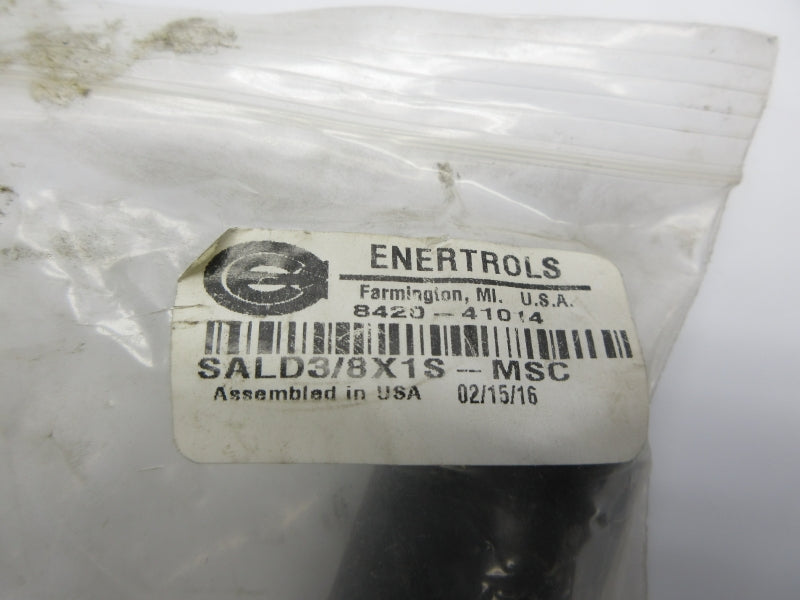 ENERTROLS
Farmington, MI. U.S.A.
8420-41014
SALD3/8X1S-MSC
Assembled in USA 02/15/16